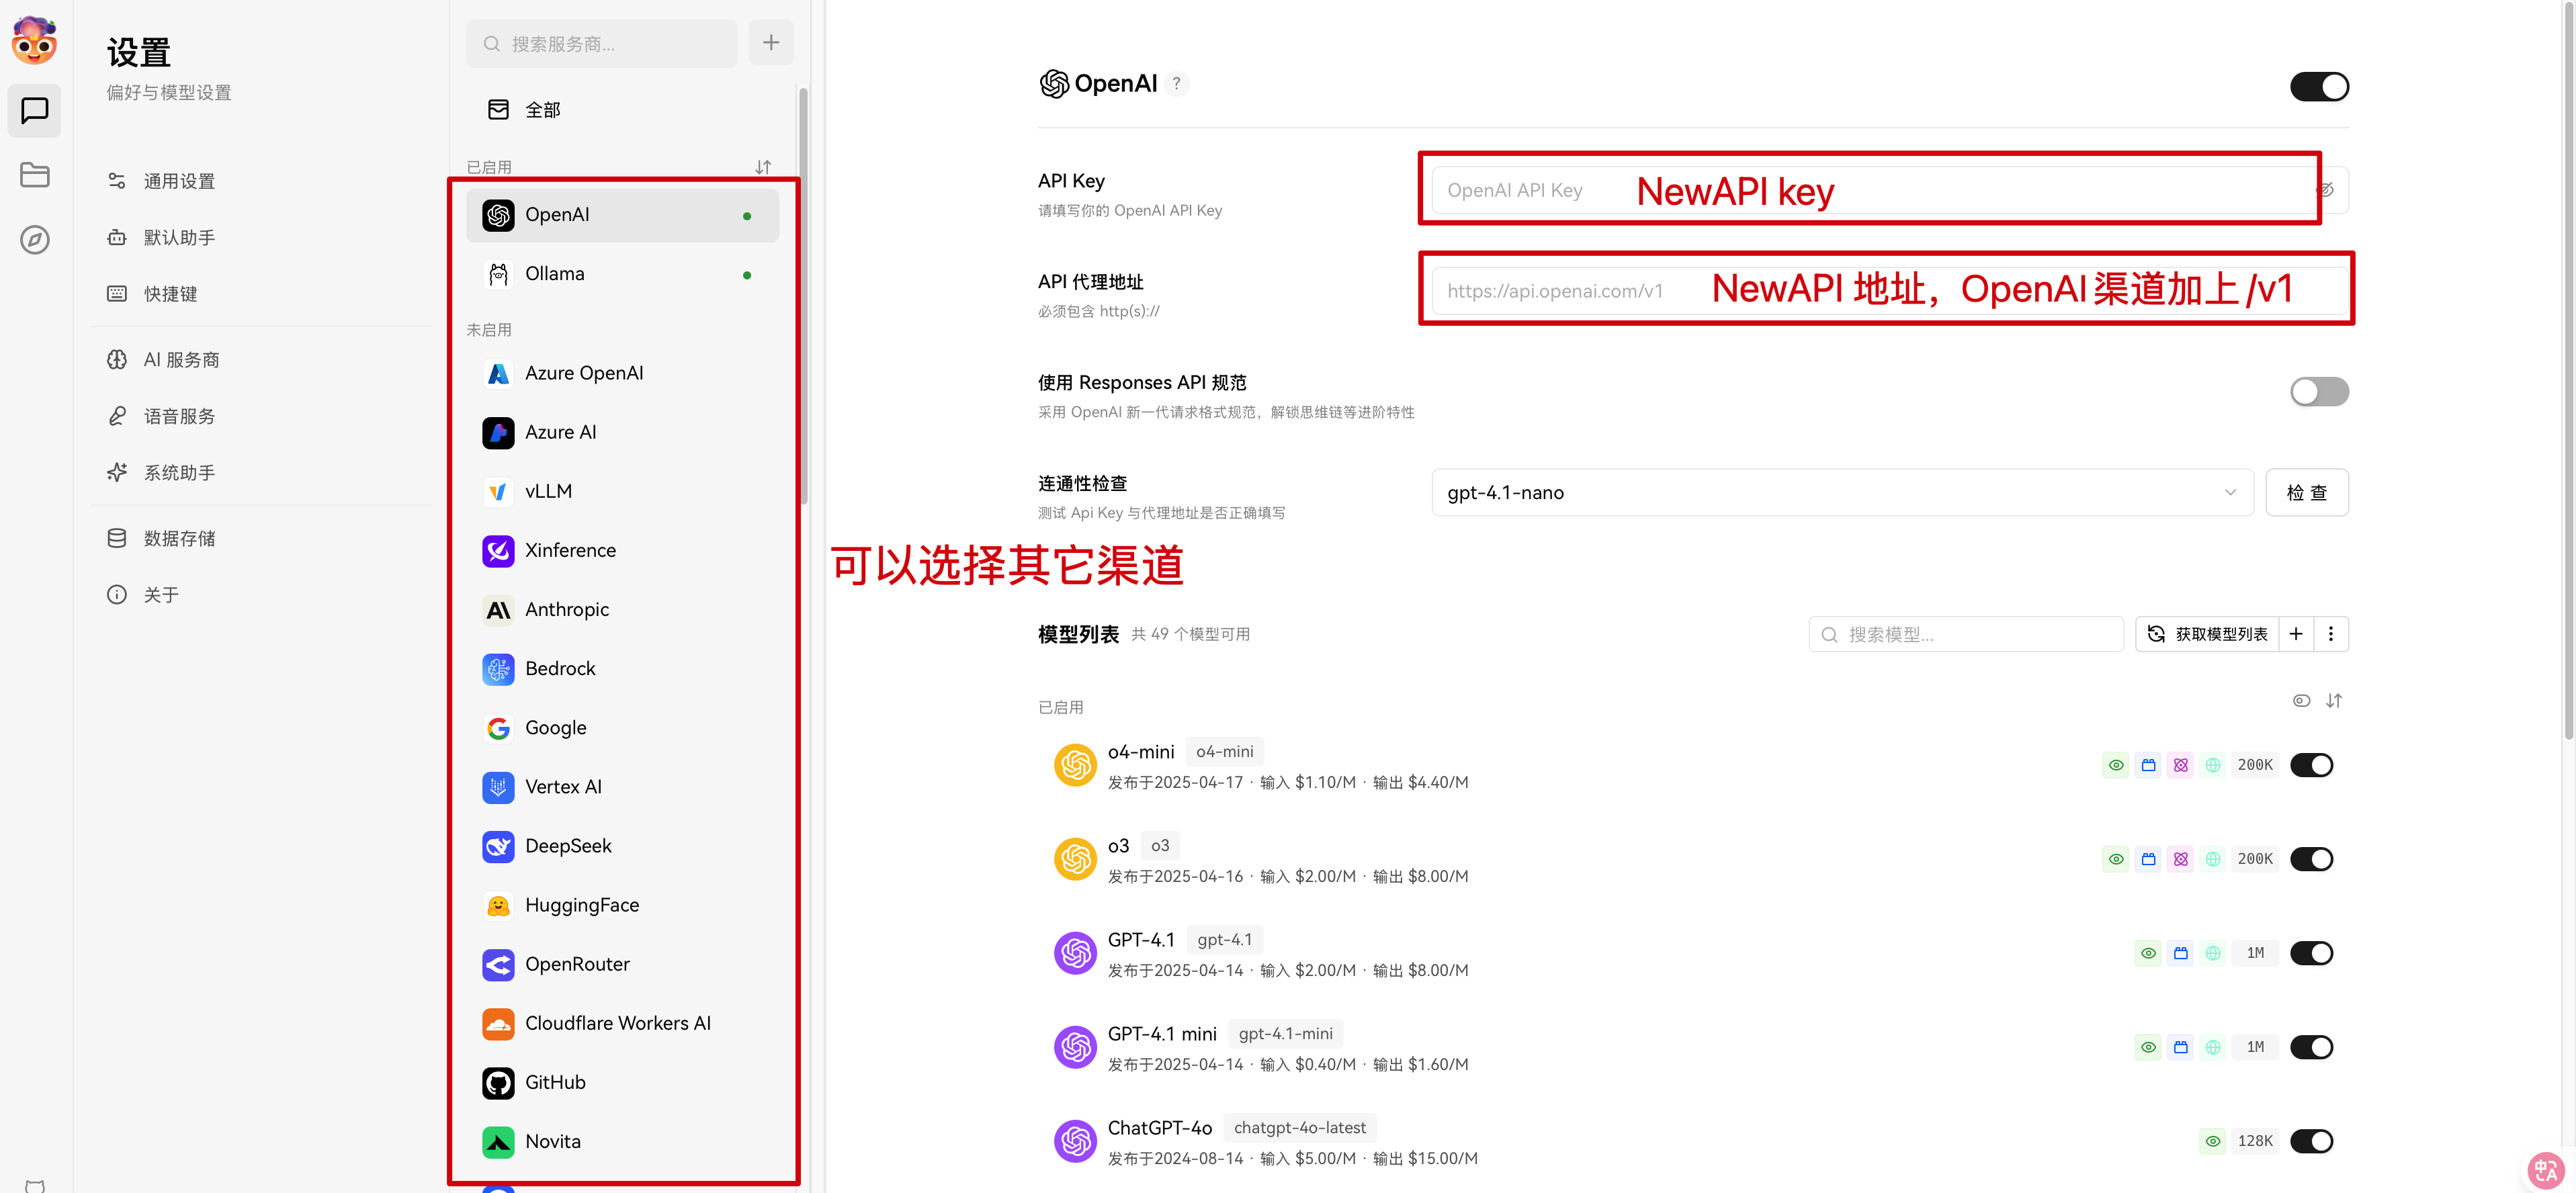 设置
偏好与模型设置
通用设置
默认助手
快捷键
AI 服务商
语音服务
系统助手
数据存储
关于
搜索服务商...
全部
已启用
OpenAI
Ollama
未启用
Azure OpenAI
Azure AI
vLLM
Xinference
Anthropic
Bedrock
Google
Vertex AI
DeepSeek
HuggingFace
OpenRouter
Cloudflare Workers AI
GitHub
Novita
可以选择其它渠道
OpenAI ?
API Key
请填写你的 OpenAI API Key
OpenAI API Key NewAPI key
API 代理地址
必须包含 http(s)://
https://api.openai.com/v1 NewAPI 地址，OpenAI 渠道加上 /v1
使用 Responses API 规范
采用 OpenAI 新一代请求格式规范，解锁思维链等进阶特性
连通性检查
测试 Api Key 与代理地址是否正确填写
gpt-4.1-nano
检 查
模型列表 共 49 个模型可用
搜索模型...
获取模型列表
已启用
o4-mini o4-mini
发布于2025-04-17 · 输入 $1.10/M · 输出 $4.40/M
200K
o3 o3
发布于2025-04-16 · 输入 $2.00/M · 输出 $8.00/M
200K
GPT-4.1 gpt-4.1
发布于2025-04-14 · 输入 $2.00/M · 输出 $8.00/M
1M
GPT-4.1 mini gpt-4.1-mini
发布于2025-04-14 · 输入 $0.40/M · 输出 $1.60/M
1M
ChatGPT-4o chatgpt-4o-latest
发布于2024-08-14 · 输入 $5.00/M · 输出 $15.00/M
128K
中A